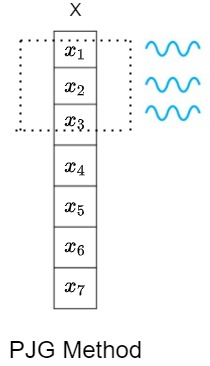 X
x₁
x₂
x₃
x₄
x₅
x₆
x₇
PJG Method